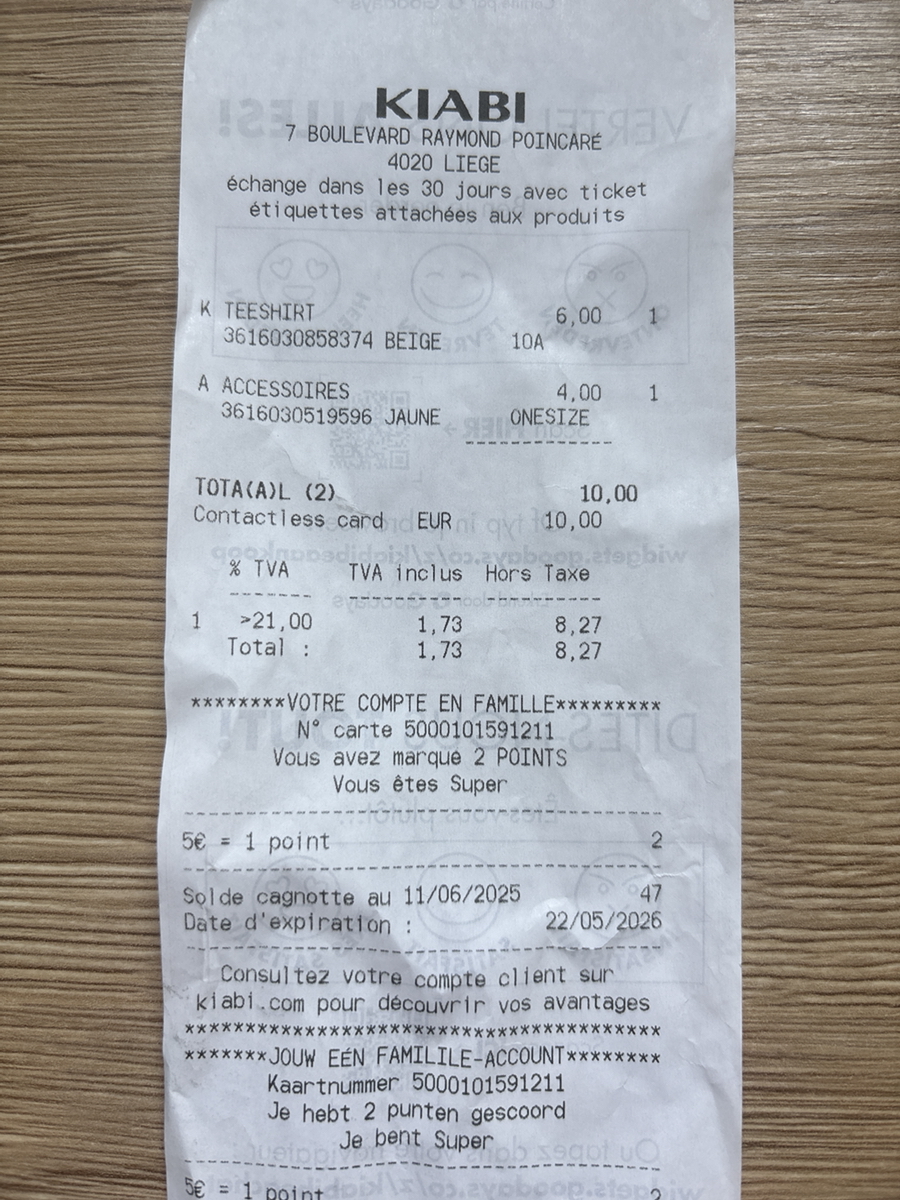 KIABI
7 BOULEVARD RAYMOND POINCARÉ
4020 LIEGE
échange dans les 30 jours avec ticket
étiquettes attachées aux produits
K TEESHIRT 6,00 1
3616030858374 BEIGE 10A
A ACCESSOIRES 4,00 1
3616030519596 JAUNE ONESIZE
--------------
TOTA(A)L (2) 10,00
Contactless card EUR 10,00
% TVA TVA inclus Hors Taxe
------- ---------- ----------
1 >21,00 1,73 8,27
Total : 1,73 8,27
********VOTRE COMPTE EN FAMILLE*********
N° carte 5000101591211
Vous avez marque 2 POINTS
Vous êtes Super
----------------------------------------
5€ = 1 point 2
----------------------------------------
Solde cagnotte au 11/06/2025 47
Date d'expiration : 22/05/2026
----------------------------------------
Consultez votre compte client sur
kiabi.com pour découvrir vos avantages
****************************************
*******JOUW EÉN FAMILILE-ACCOUNT********
Kaartnummer 5000101591211
Je hebt 2 punten gescoord
Je bent Super
----------------------------------------
5€ = 1 point 2